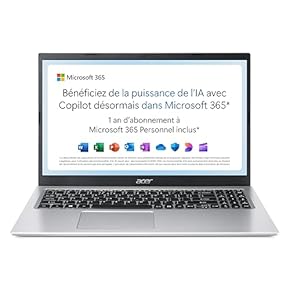 Microsoft 365
Bénéficiez de la puissance de l'IA avec
Copilot désormais dans Microsoft 365*
1 an d'abonnement à
Microsoft 365 Personnel inclus*
acer